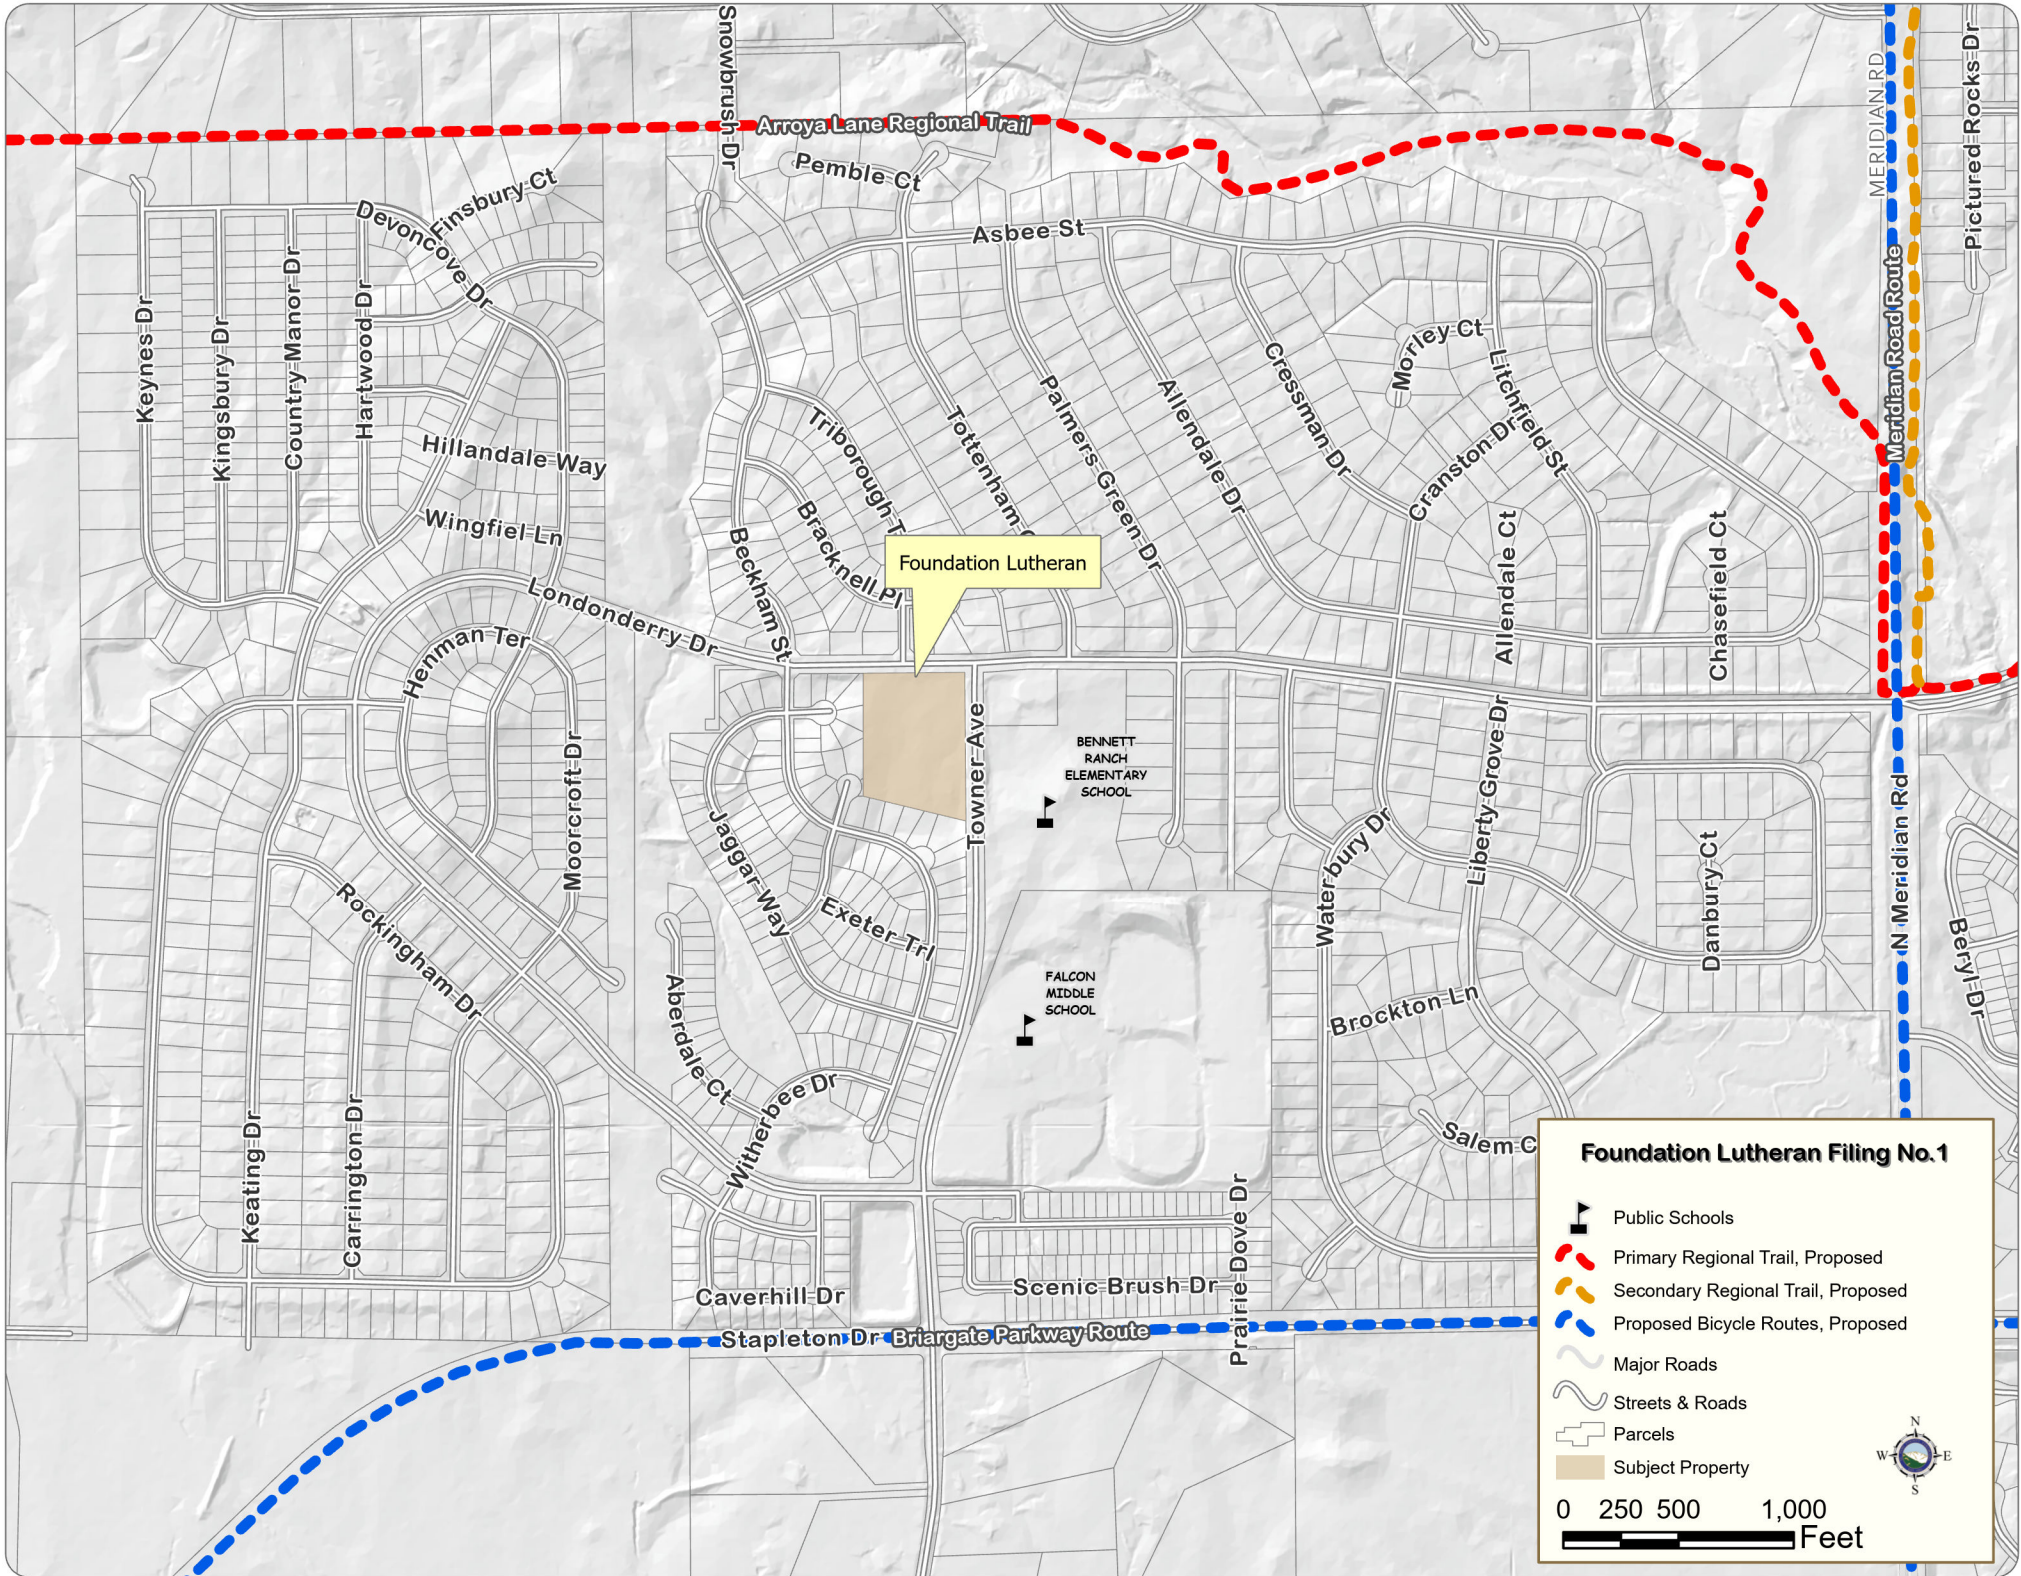 Snowbrush Dr
Arroya Lane Regional Trail
MERIDIAN RD
Pictured Rocks Dr
Pemble Ct
Finsbury Ct
Devoncove Dr
Asbee St
Keynes Dr
Kingsbury Dr
Country Manor Dr
Hartwood Dr
Meridian Road Route
Morley Ct
Litchfield St
Cressman Dr
Cranston Dr
Allendale Dr
Palmers Green Dr
Tottenham
Triborough T
Bracknell Pl
Beckham St
Hillandale Way
Wingfiel Ln
Allendale Ct
Chasefield Ct
Foundation Lutheran
Londonderry Dr
Henman Ter
Moorcroft Dr
Towner Ave
BENNETT
RANCH
ELEMENTARY
SCHOOL
Liberty Grove Dr
Waterbury Dr
Danbury Ct
N Meridian Rd
Beryl Dr
Jaggar Way
Exeter Trl
Rockingham Dr
FALCON
MIDDLE
SCHOOL
Aberdale Ct
Witherbee Dr
Brockton Ln
Salem C
Keating Dr
Carrington Dr
Caverhill Dr
Scenic Brush Dr
Prairie Dove Dr
Stapleton Dr
Briargate Parkway Route
Foundation Lutheran Filing No.1
Public Schools
Primary Regional Trail, Proposed
Secondary Regional Trail, Proposed
Proposed Bicycle Routes, Proposed
Major Roads
Streets & Roads
Parcels
Subject Property
N
W E
S
0 250 500 1,000
Feet